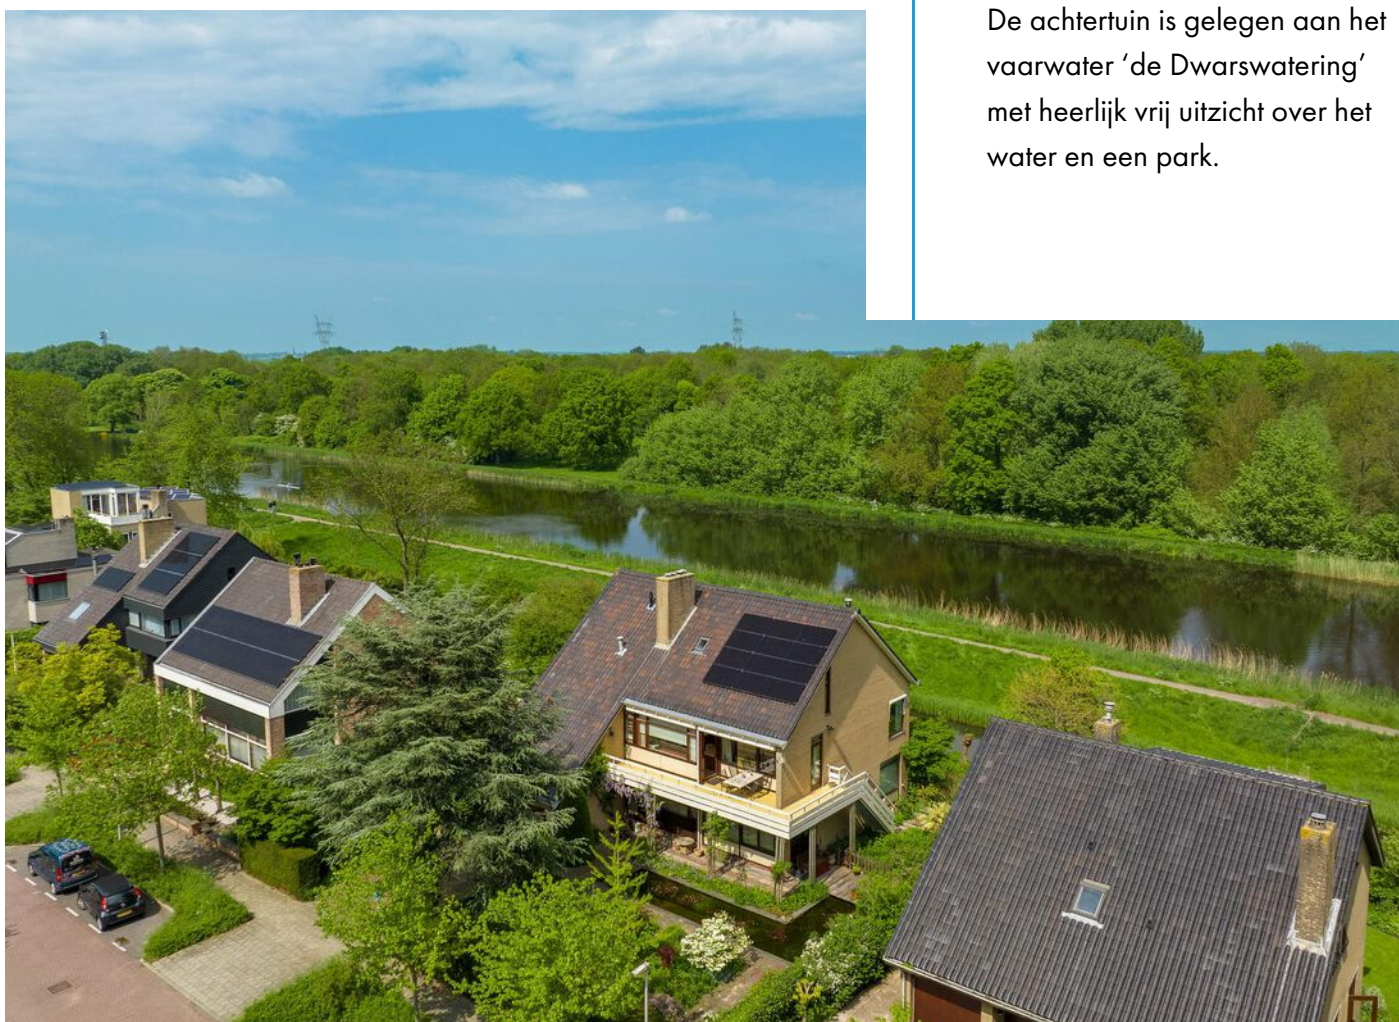 De achtertuin is gelegen aan het
vaarwater ‘de Dwarswatering’
met heerlijk vrij uitzicht over het
water en een park.